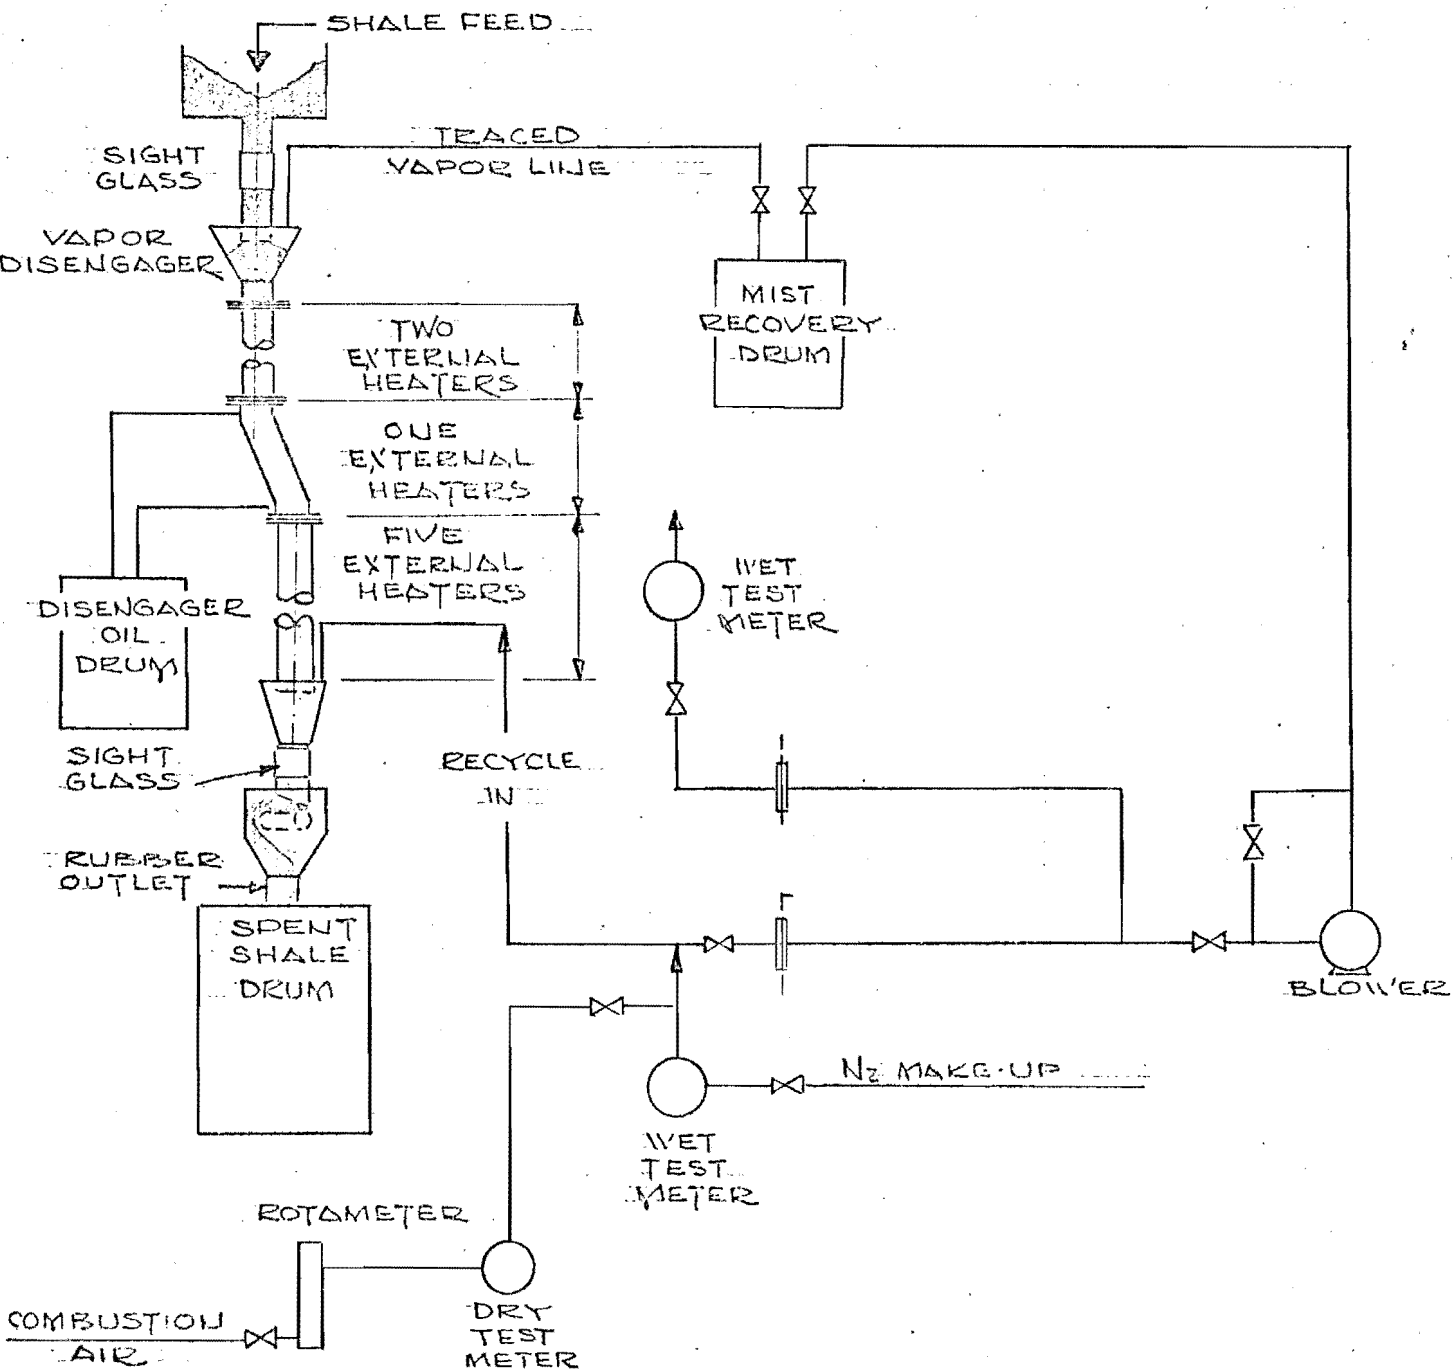 SHALE FEED
SIGHT
GLASS
TRACED
VAPOR LINE
VAPOR
DISENGAGER
MIST
RECOVERY
DRUM
TWO
EXTERNAL
HEATERS
ONE
EXTERNAL
HEATERS
FIVE
EXTERNAL
HEATERS
WET
TEST
METER
DISENGAGER
OIL
DRUM
SIGHT
GLASS
RECYCLE
IN
RUBBER
OUTLET
SPENT
SHALE
DRUM
BLOWER
N2 MAKE-UP
WET
TEST
METER
ROTAMETER
COMBUSTION
AIR
DRY
TEST
METER